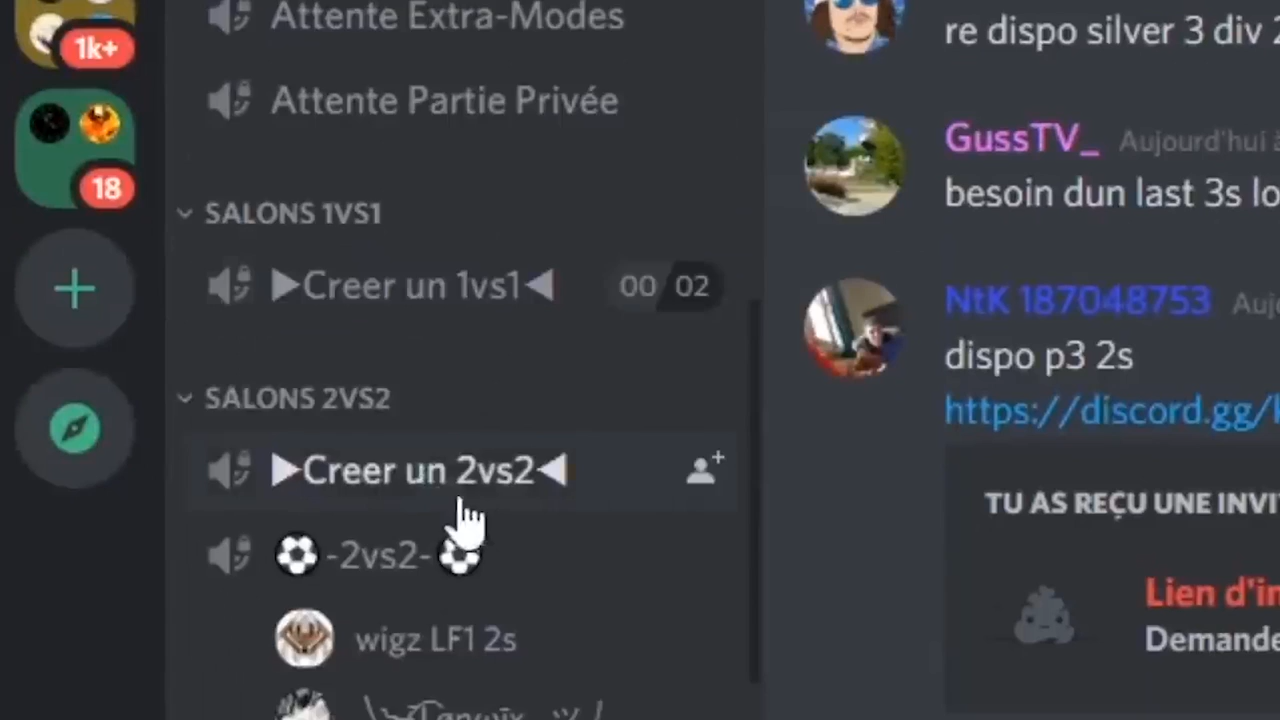 1k+
18
Attente Extra-Modes
Attente Partie Privée
SALONS 1VS1
▶Creer un 1vs1◀ 00 02
SALONS 2VS2
▶Creer un 2vs2◀
⚽-2vs2-⚽
wigz LF1 2s
re dispo silver 3 div
GussTV_ Aujourd'hui à
besoin dun last 3s
NtK 187048753
dispo p3 2s
https://discord.gg/
TU AS REÇU UNE
Lien
Demande